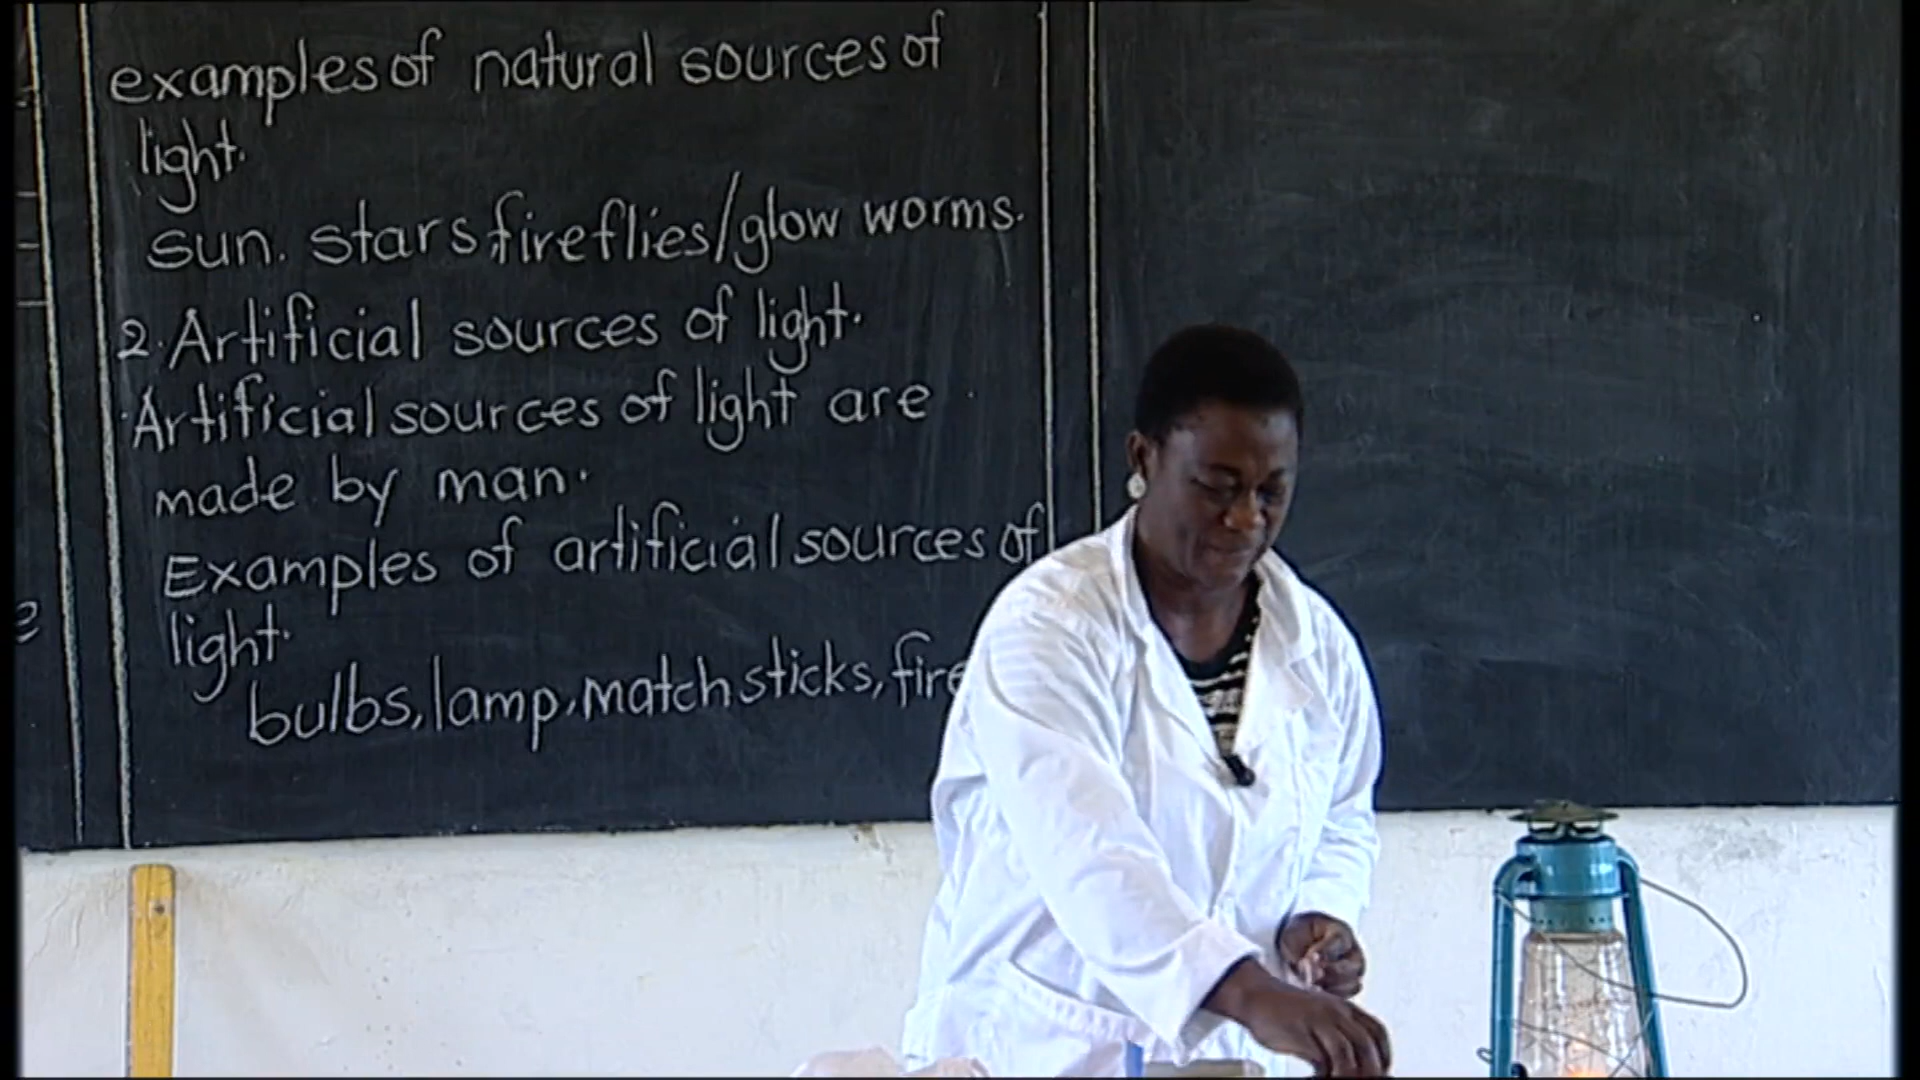 examples of natural sources of
light.
sun. stars, fireflies/glow worms.
2. Artificial sources of light.
Artificial sources of light are
made by man.
Examples of artificial sources of
light.
bulbs, lamp, match sticks, fire